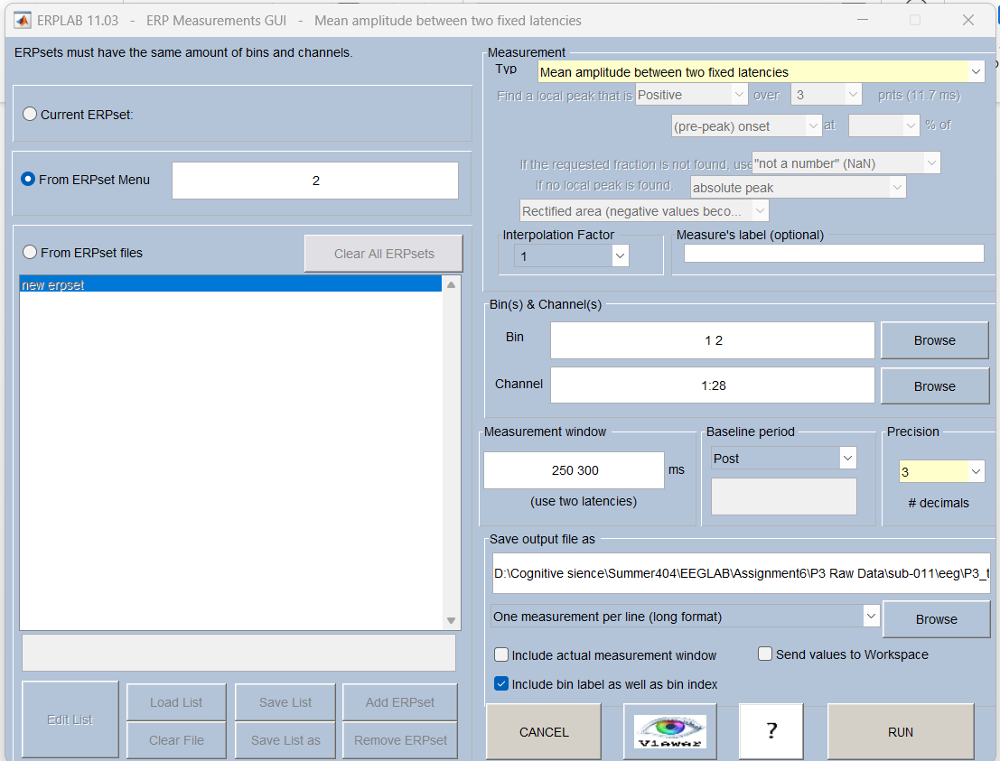 ERPLAB 11.03   -   ERP Measurements GUI   -   Mean amplitude between two fixed latencies
ERPsets must have the same amount of bins and channels.
Current ERPset:
From ERPset Menu
2
From ERPset files
Clear All ERPsets
new erpset
Edit List
Load List
Save List
Add ERPset
Clear File
Save List as
Remove ERPset
Measurement
Typ
Mean amplitude between two fixed latencies
Find a local peak that is Positive over 3 pnts (11.7 ms)
(pre-peak) onset at % of
If the requested fraction is not found, use "not a number" (NaN)
If no local peak is found, absolute peak
Rectified area (negative values beco...
Interpolation Factor
1
Measure's label (optional)
Bin(s) & Channel(s)
Bin
1 2
Browse
Channel
1:28
Browse
Measurement window
250 300
ms
(use two latencies)
Baseline period
Post
Precision
3
# decimals
Save output file as
D:\Cognitive sience\Summer404\EEGLAB\Assignment6\P3 Raw Data\sub-011\eeg\P3_t
One measurement per line (long format)
Browse
Include actual measurement window
Send values to Workspace
Include bin label as well as bin index
CANCEL
Viewer
?
RUN